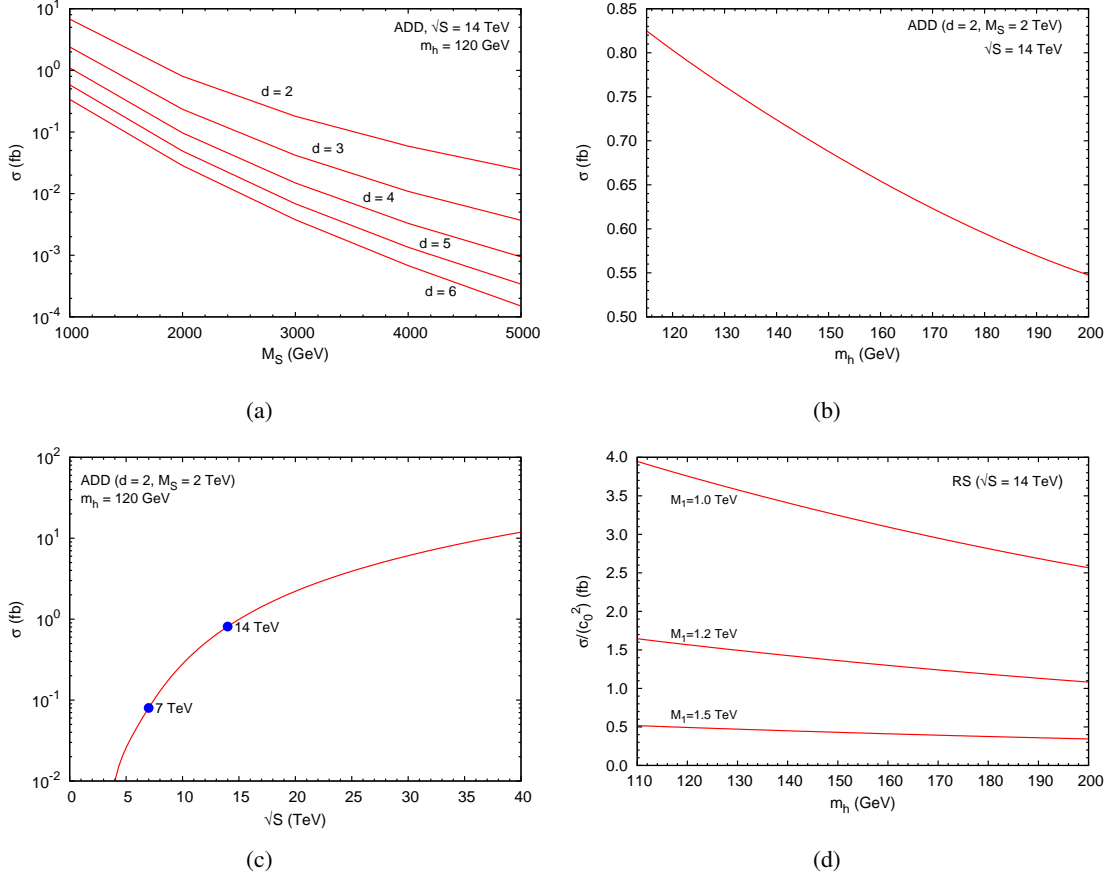 10^1
10^0
10^-1
10^-2
10^-3
10^-4
σ (fb)
ADD, √S = 14 TeV
m_h = 120 GeV
d = 2
d = 3
d = 4
d = 5
d = 6
1000 2000 3000 4000 5000
M_S (GeV)
(a)
0.85
0.80
0.75
0.70
0.65
0.60
0.55
0.50
σ (fb)
ADD (d = 2, M_S = 2 TeV)
√S = 14 TeV
120 130 140 150 160 170 180 190 200
m_h (GeV)
(b)
10^2
10^1
10^0
10^-1
10^-2
σ (fb)
ADD (d = 2, M_S = 2 TeV)
m_h = 120 GeV
14 TeV
7 TeV
0 5 10 15 20 25 30 35 40
√S (TeV)
(c)
4.0
3.5
3.0
2.5
2.0
1.5
1.0
0.5
0.0
σ/(c_0^2) (fb)
RS (√S = 14 TeV)
M_1=1.0 TeV
M_1=1.2 TeV
M_1=1.5 TeV
110 120 130 140 150 160 170 180 190 200
m_h (GeV)
(d)